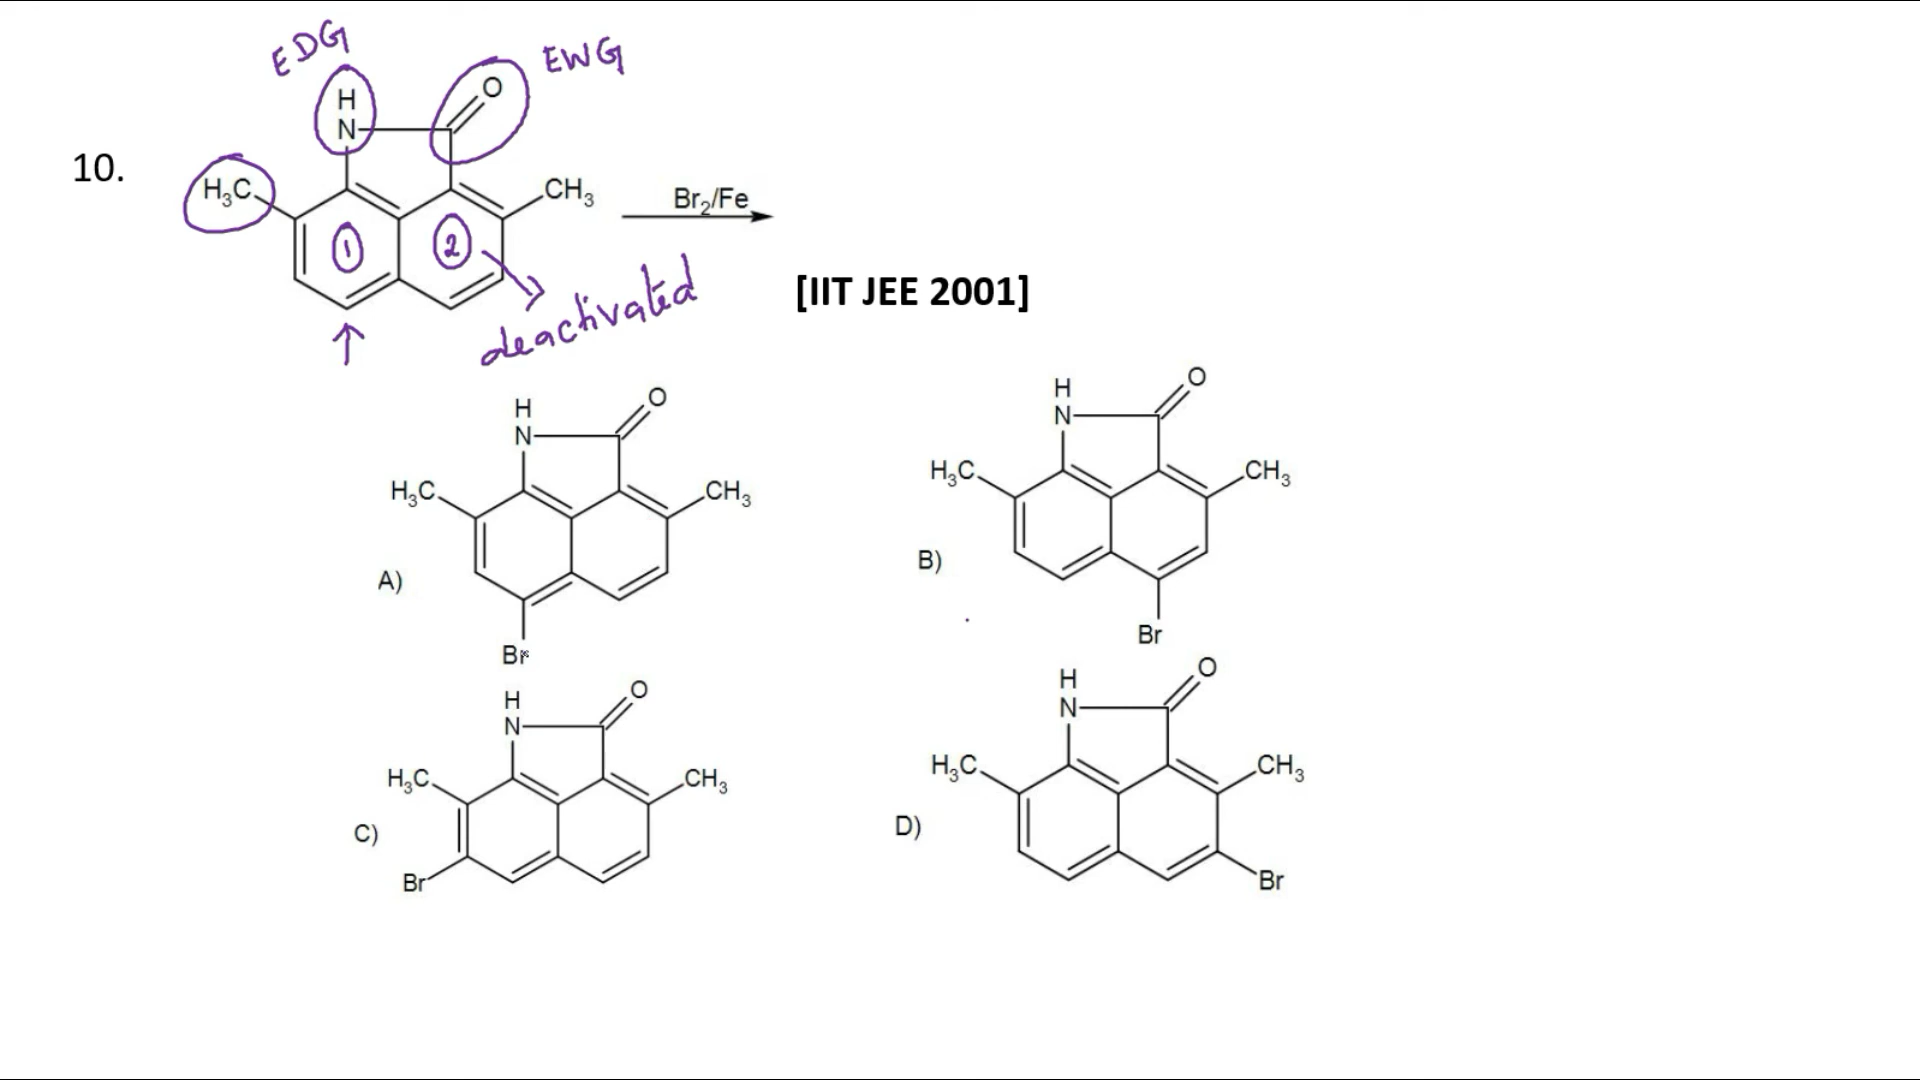 EDG
EWG
H
N
O
10.
H₃C
CH₃
1
2
Br₂/Fe
deactivated
[IIT JEE 2001]
A)
H
N
O
H₃C
CH₃
Br
B)
H
N
O
H₃C
CH₃
Br
C)
H
N
O
H₃C
CH₃
Br
D)
H
N
O
H₃C
CH₃
Br